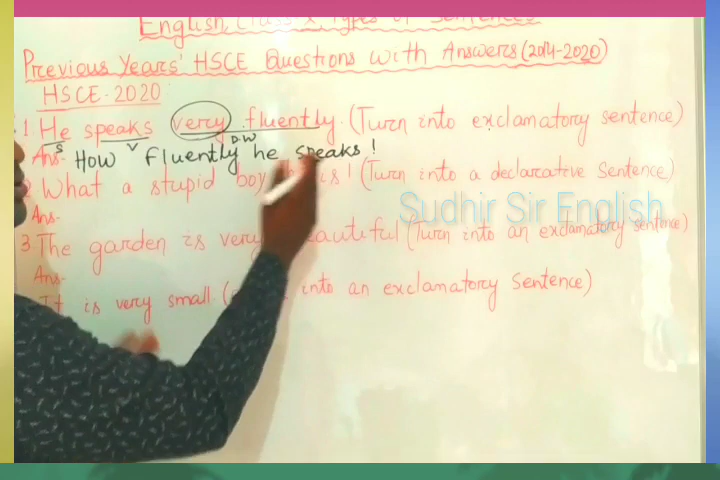 English, Class X, Types of Sentences
Previous Years' HSCE Questions with Answers (2014-2020)
HSCE-2020
1 He speaks very fluently. (Turn into exclamatory sentence)
S V D.W
Ans- How fluently he speaks!
What a stupid boy is! (Turn into a declarative Sentence)
Sudhir Sir English
Ans-
3 The garden is very beautiful (Turn into an exclamatory sentence)
Ans-
It is very small. into an exclamatory Sentence)